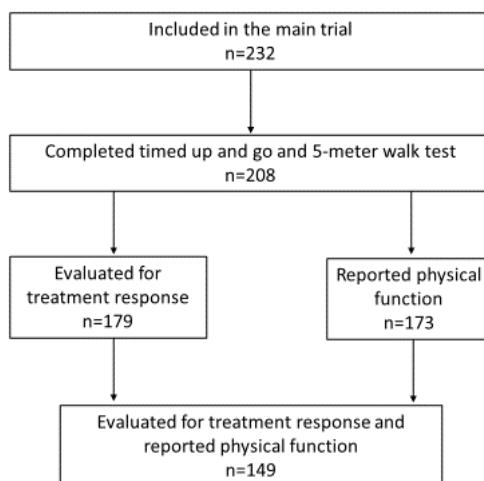 Included in the main trial
n=232
Completed timed up and go and 5-meter walk test
n=208
Evaluated for
treatment response
n=179
Reported physical
function
n=173
Evaluated for treatment response and
reported physical function
n=149